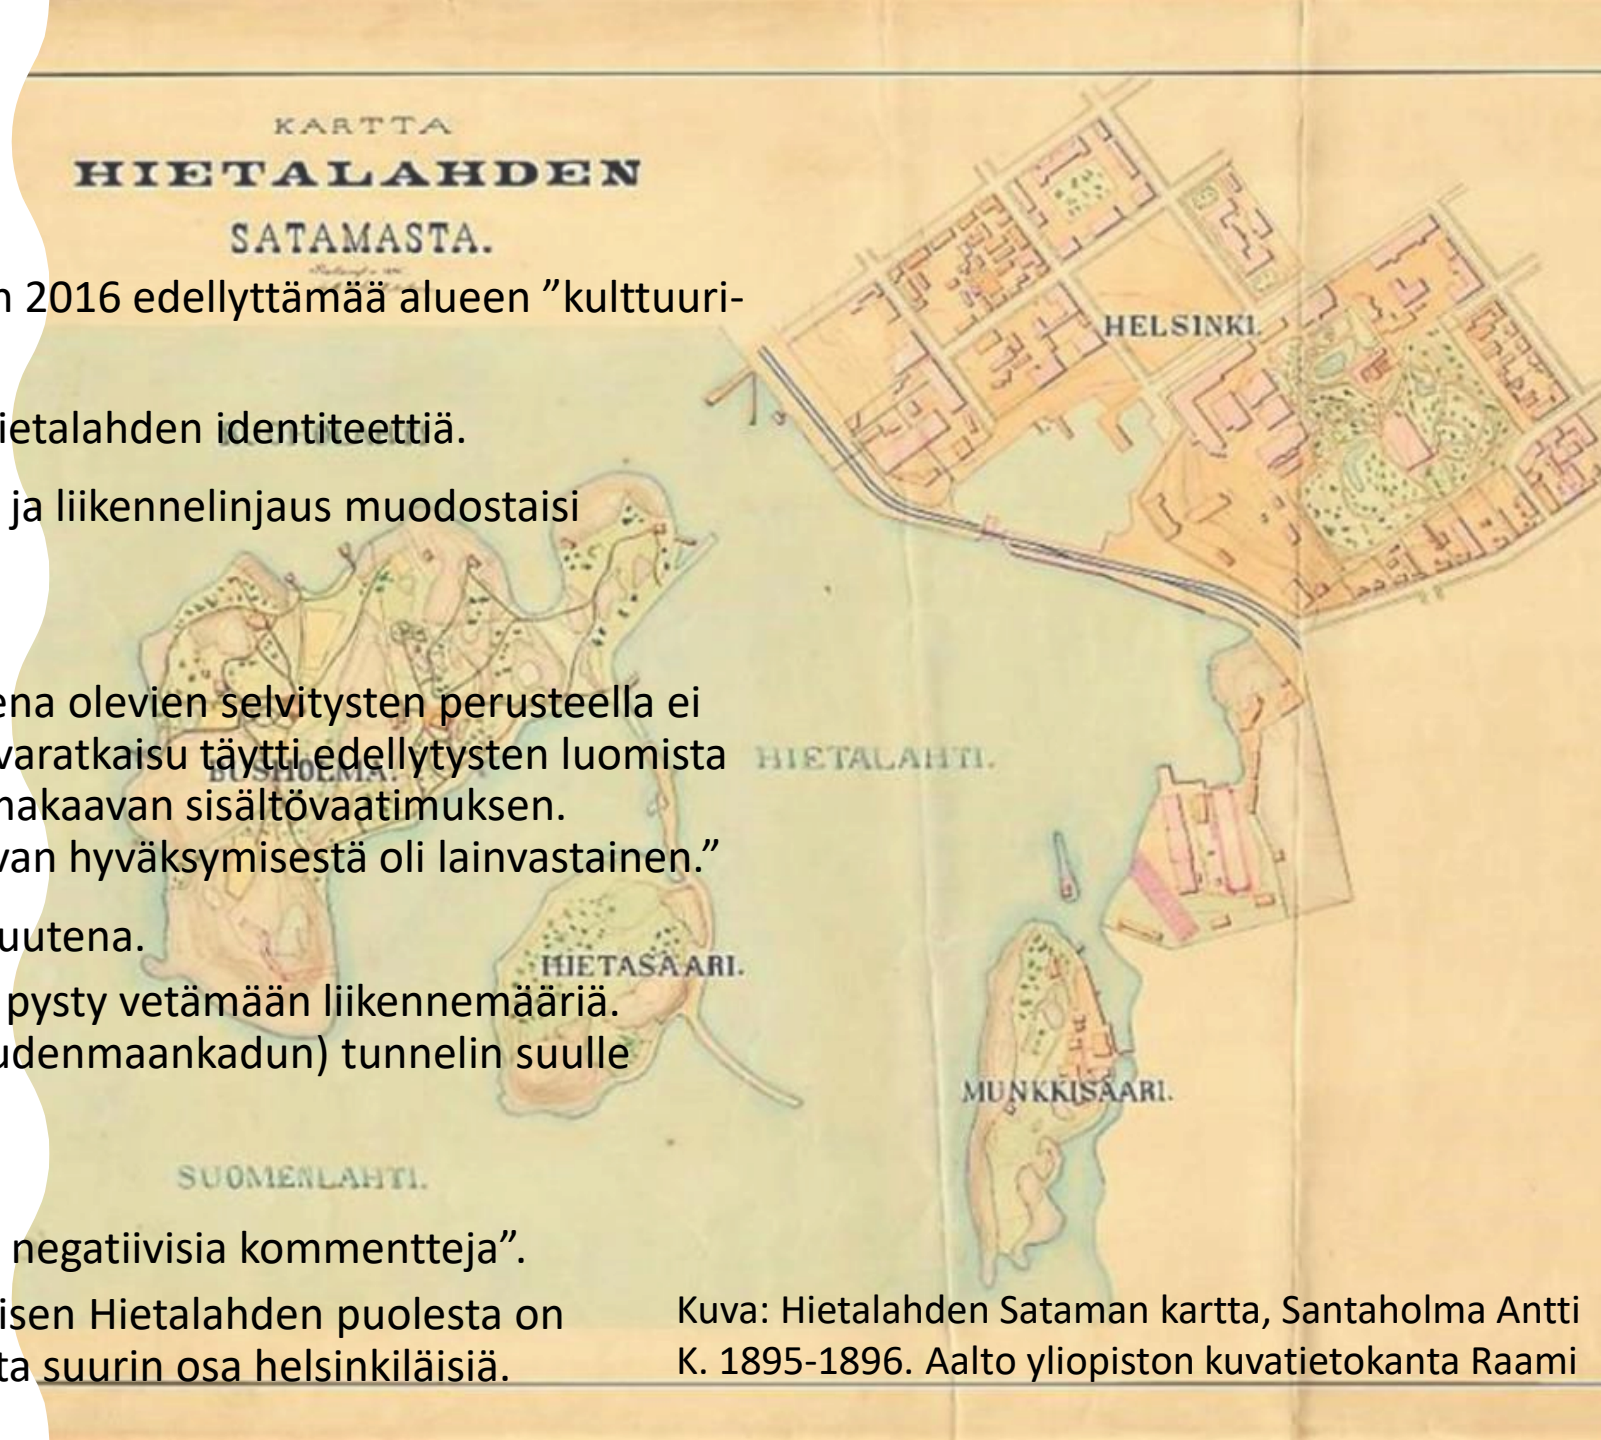 KARTTA
HIETALAHDEN
SATAMASTA.
n 2016 edellyttämää alueen ”kulttuuri-
HELSINKI.
ietalahden identiteettiä.
ja liikennelinjaus muodostaisi
ena olevien selvitysten perusteella ei
varatkaisu täytti edellytysten luomista
HIETALAHTI.
BUSHOLMA.
nakaavan sisältövaatimuksen.
van hyväksymisestä oli lainvastainen.”
uutena.
HIETASAARI.
pysty vetämään liikennemääriä.
udenmaankadun) tunnelin suulle
MUNKKISAARI.
SUOMENLAHTI.
negatiivisia kommentteja”.
isen Hietalahden puolesta on
ta suurin osa helsinkiläisiä.
Kuva: Hietalahden Sataman kartta, Santaholma Antti
K. 1895-1896. Aalto yliopiston kuvatietokanta Raami